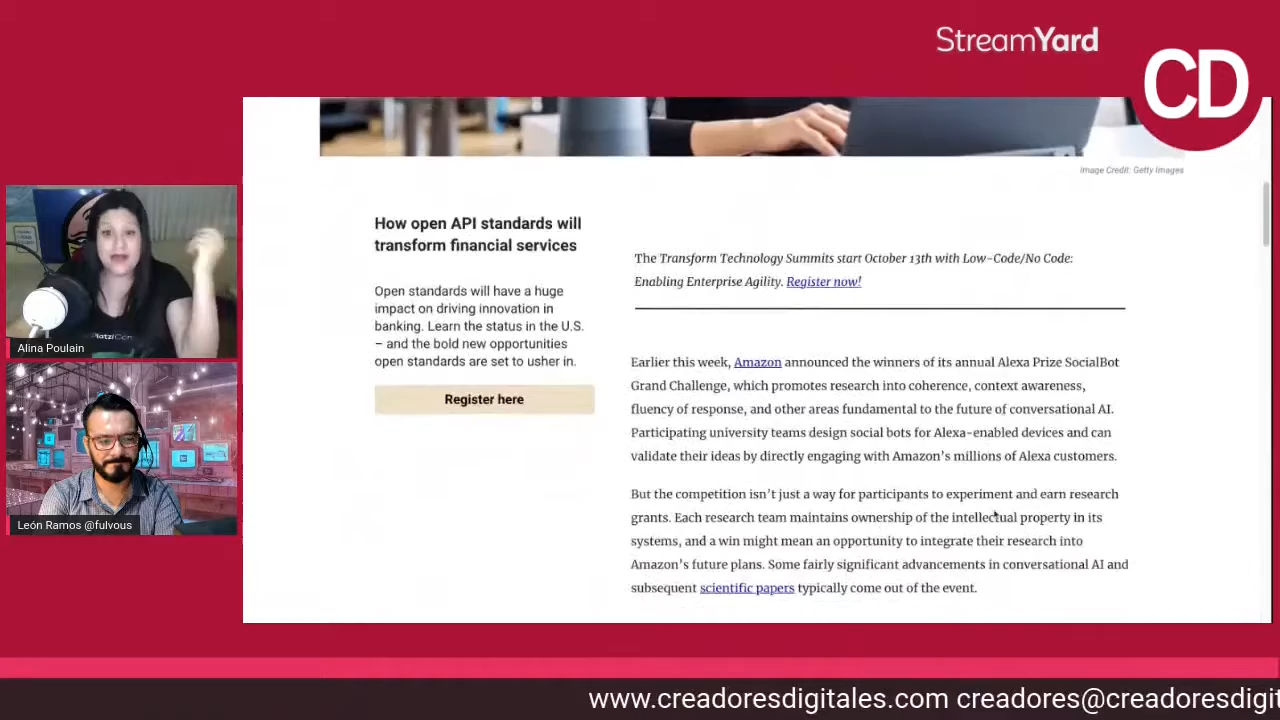 StreamYard
CD
Image Credit: Getty Images
How open API standards will
transform financial services
Open standards will have a huge
impact on driving innovation in
banking. Learn the status in the U.S.
– and the bold new opportunities
open standards are set to usher in.
Register here
The Transform Technology Summits start October 13th with Low-Code/No Code:
Enabling Enterprise Agility. Register now!
Earlier this week, Amazon announced the winners of its annual Alexa Prize SocialBot
Grand Challenge, which promotes research into coherence, context awareness,
fluency of response, and other areas fundamental to the future of conversational AI.
Participating university teams design social bots for Alexa-enabled devices and can
validate their ideas by directly engaging with Amazon’s millions of Alexa customers.
But the competition isn’t just a way for participants to experiment and earn research
grants. Each research team maintains ownership of the intellectual property in its
systems, and a win might mean an opportunity to integrate their research into
Amazon’s future plans. Some fairly significant advancements in conversational AI and
subsequent scientific papers typically come out of the event.
Alina Poulain
León Ramos @fulvous
www.creadoresdigitales.com creadores@creadoresdigit